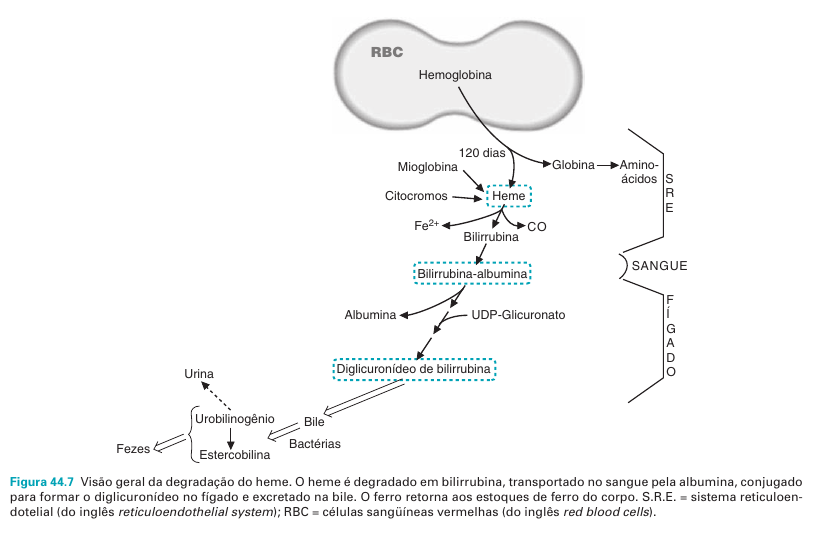 RBC
Hemoglobina
120 dias
Mioglobina
Globina
Amino-
ácidos
Citocromos
Heme
S
R
E
Fe2+
CO
Bilirrubina
Bilirrubina-albumina
SANGUE
Albumina
UDP-Glicuronato
F
Í
G
A
D
O
Diglicuronídeo de bilirrubina
Urina
Urobilinogênio
Bile
Bactérias
Fezes
Estercobilina
Figura 44.7 Visão geral da degradação do heme. O heme é degradado em bilirrubina, transportado no sangue pela albumina, conjugado
para formar o diglicuronídeo no fígado e excretado na bile. O ferro retorna aos estoques de ferro do corpo. S.R.E. = sistema reticuloen-
dotelial (do inglês reticuloendothelial system); RBC = células sangüíneas vermelhas (do inglês red blood cells).